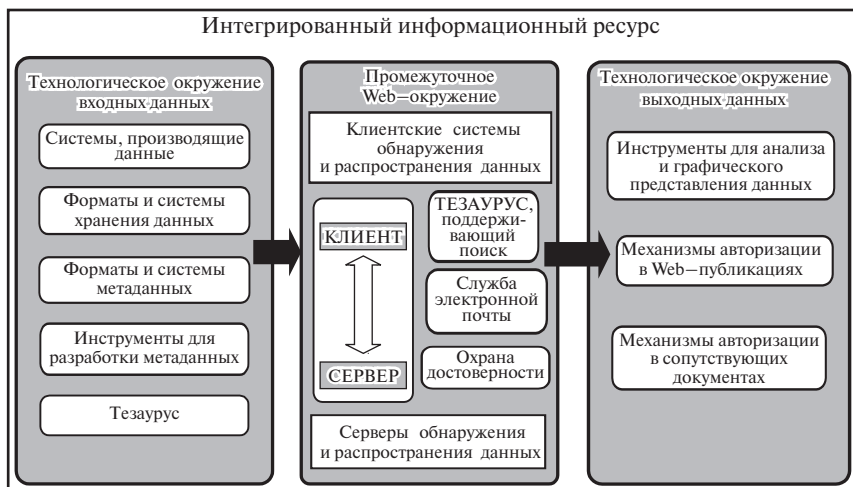 Интегрированный информационный ресурс
Технологическое окружение
входных данных
Системы, производящие
данные
Форматы и системы
хранения данных
Форматы и системы
метаданных
Инструменты для
разработки метаданных
Тезаурус
Промежуточное
Web–окружение
Клиентские системы
обнаружения
и распространения данных
КЛИЕНТ
СЕРВЕР
ТЕЗАУРУС,
поддержи-
вающий
поиск
Служба
электронной
почты
Охрана
достоверности
Серверы обнаружения
и распространения данных
Технологическое окружение
выходных данных
Инструменты для анализа
и графического
представления данных
Механизмы авторизации
в Web–публикациях
Механизмы авторизации
в сопутствующих
документах